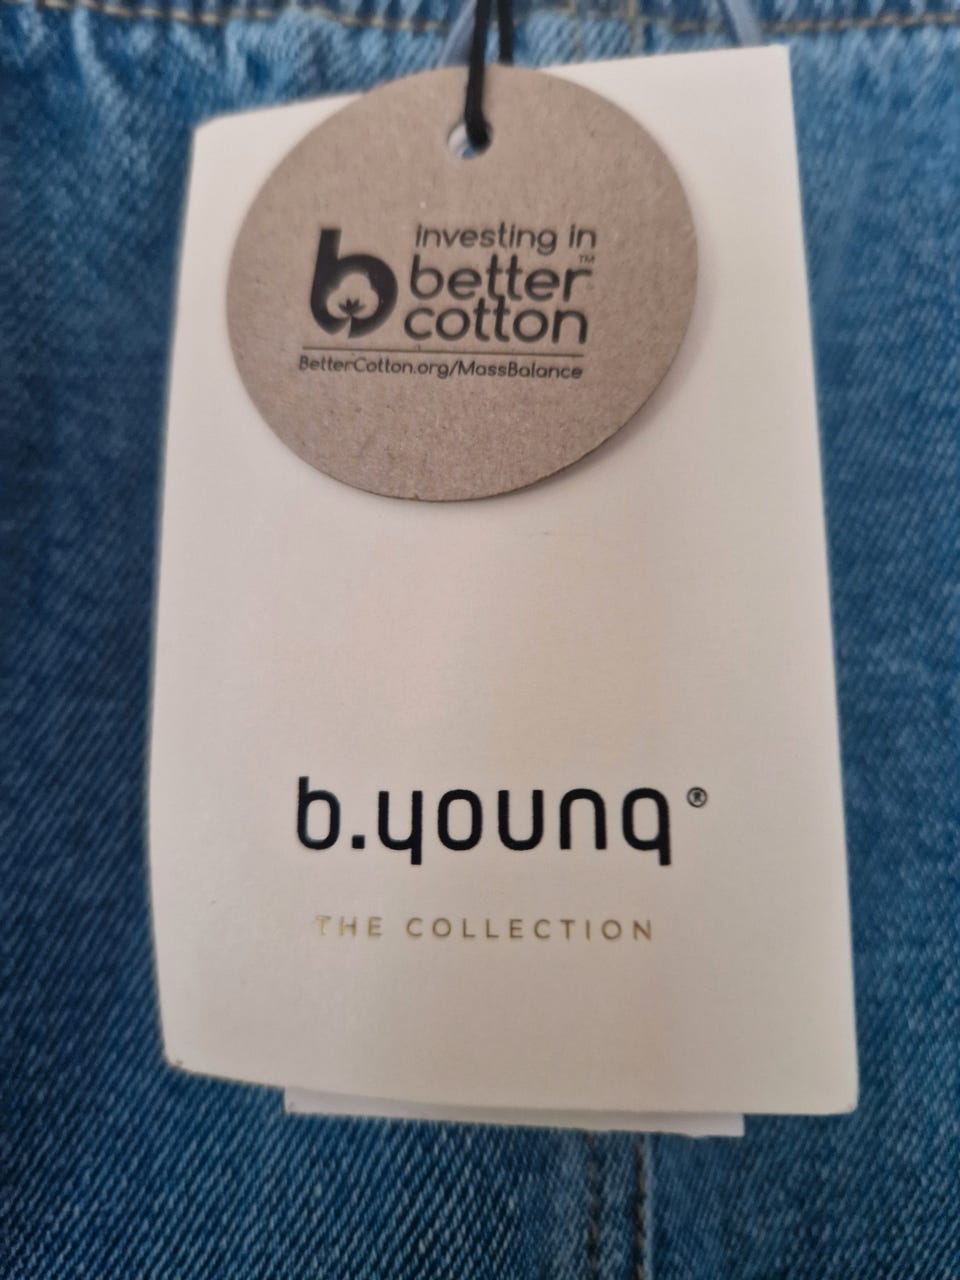 investing in
better™
cotton
BetterCotton.org/MassBalance
b.young®
THE COLLECTION